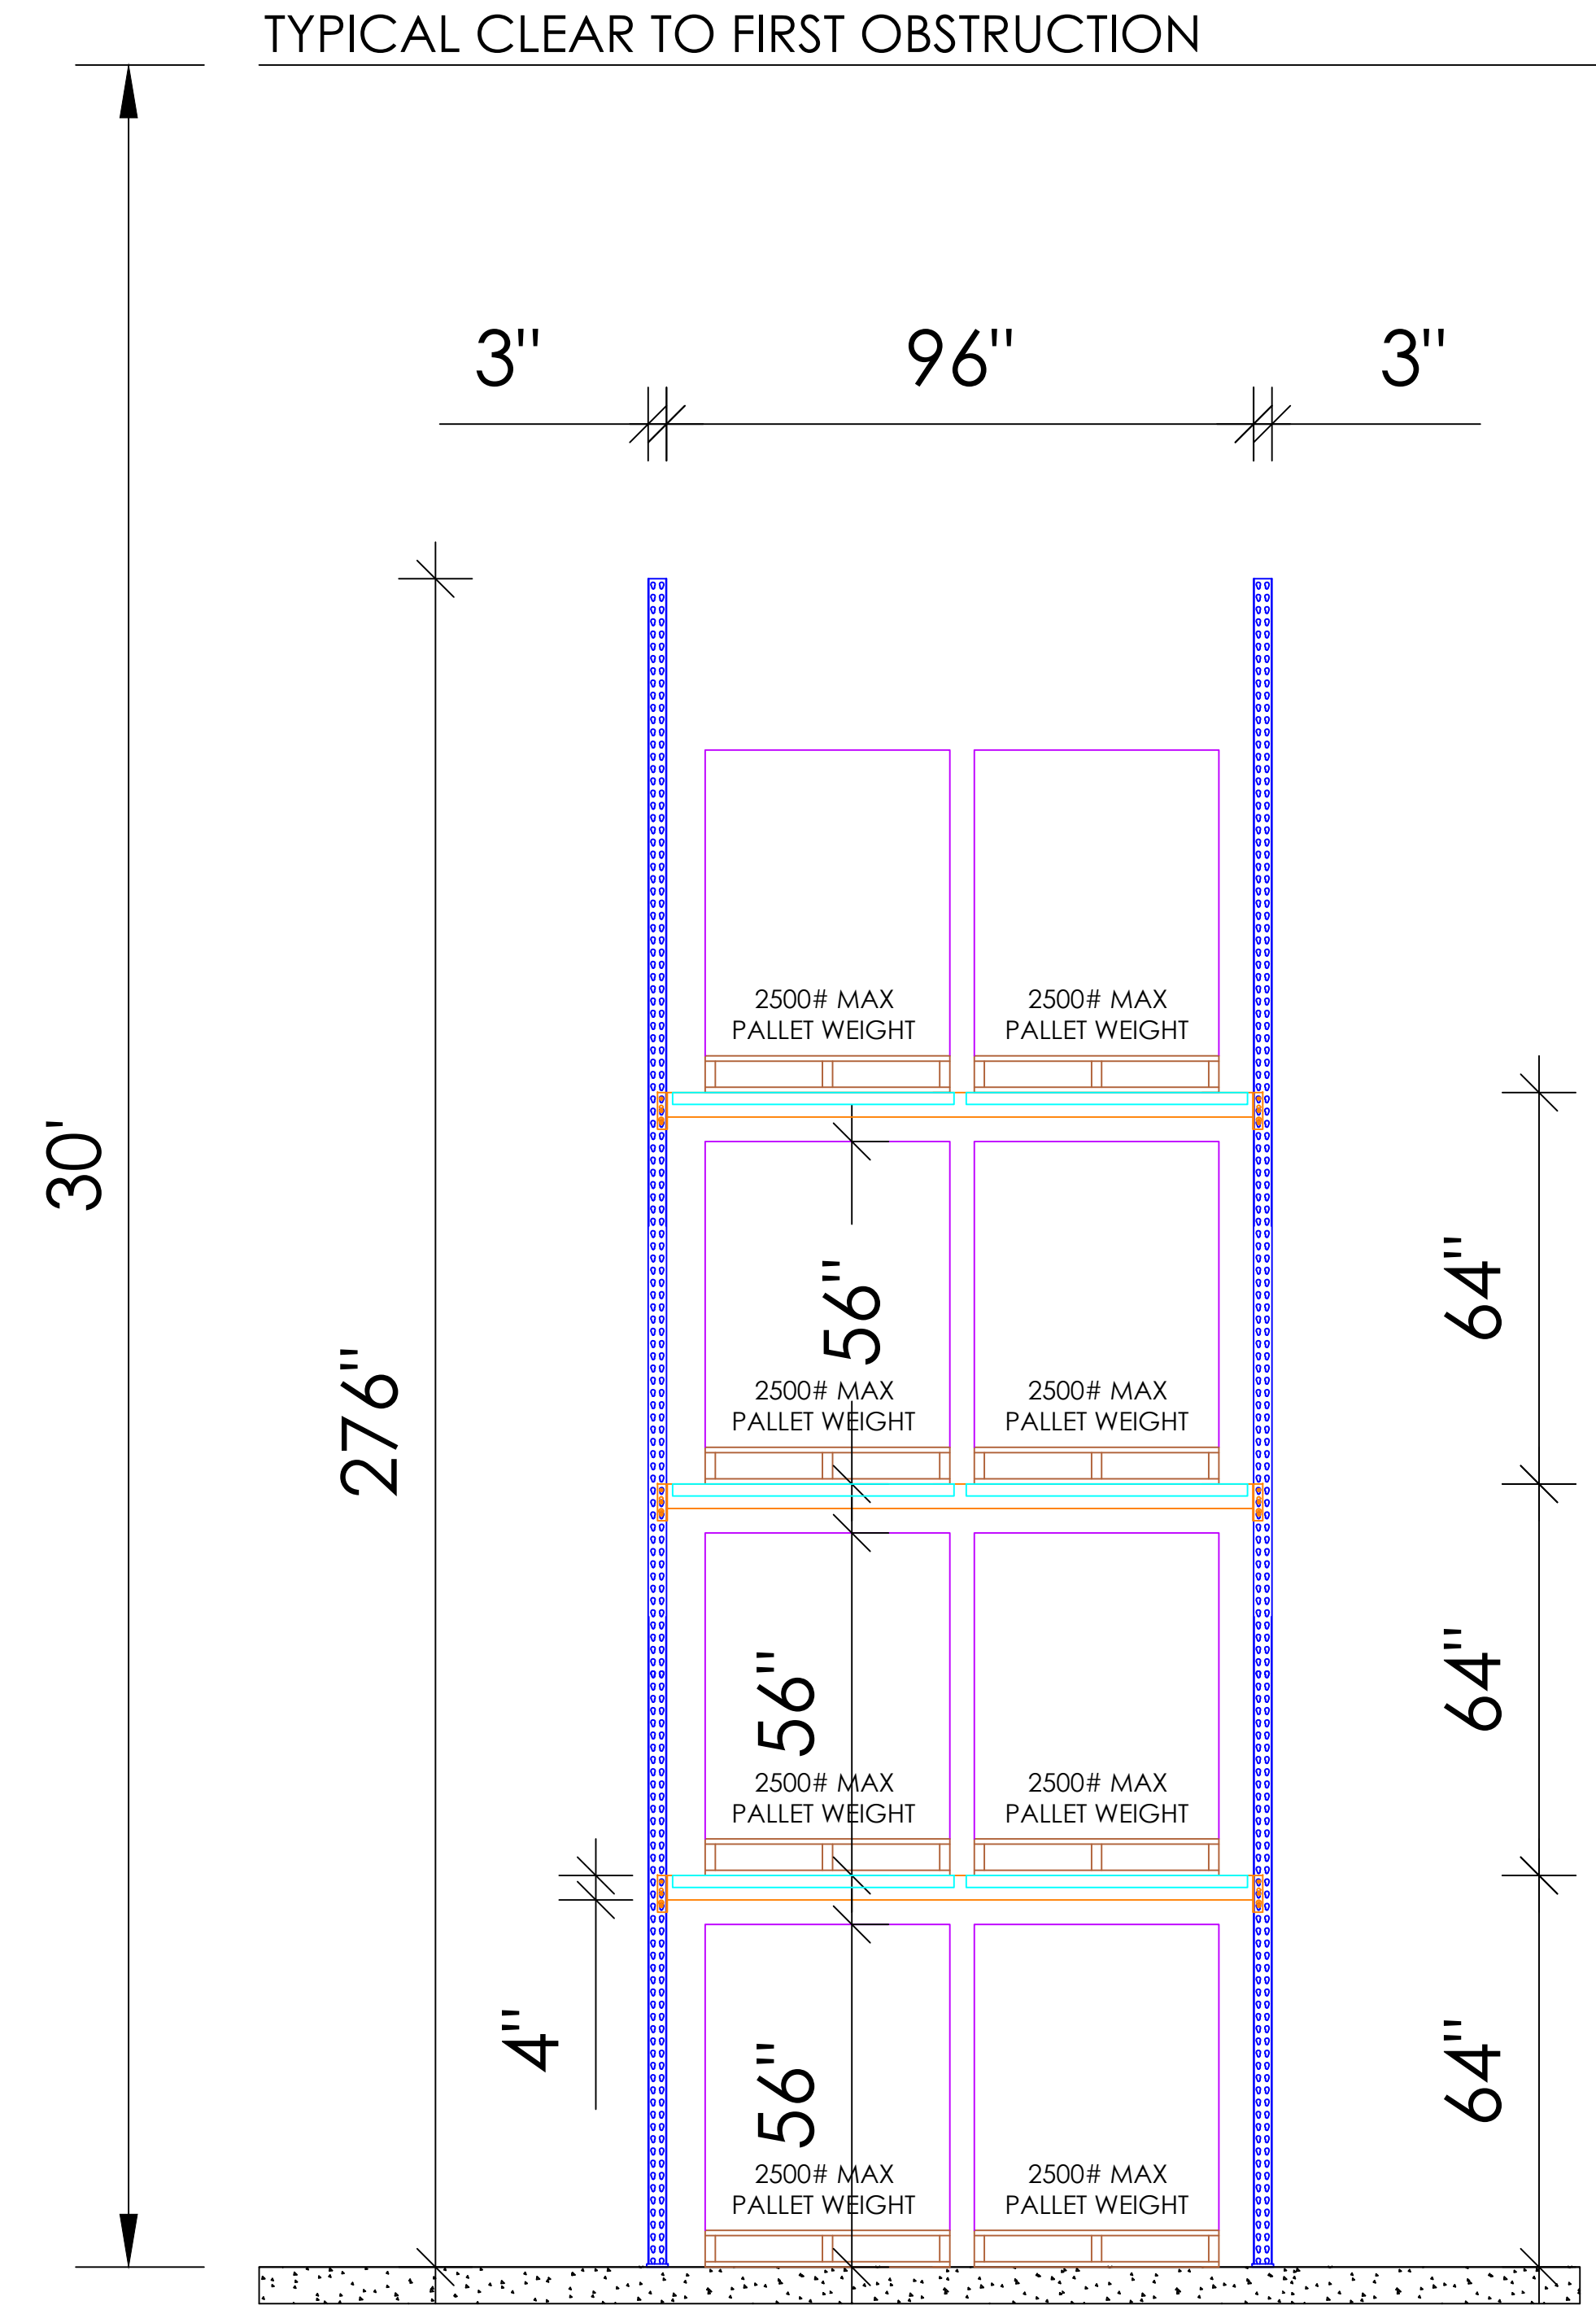 TYPICAL CLEAR TO FIRST OBSTRUCTION
3"
96"
3"
30'
276"
2500# MAX
PALLET WEIGHT
2500# MAX
PALLET WEIGHT
56"
64"
2500# MAX
PALLET WEIGHT
2500# MAX
PALLET WEIGHT
56"
64"
2500# MAX
PALLET WEIGHT
2500# MAX
PALLET WEIGHT
4"
56"
64"
2500# MAX
PALLET WEIGHT
2500# MAX
PALLET WEIGHT